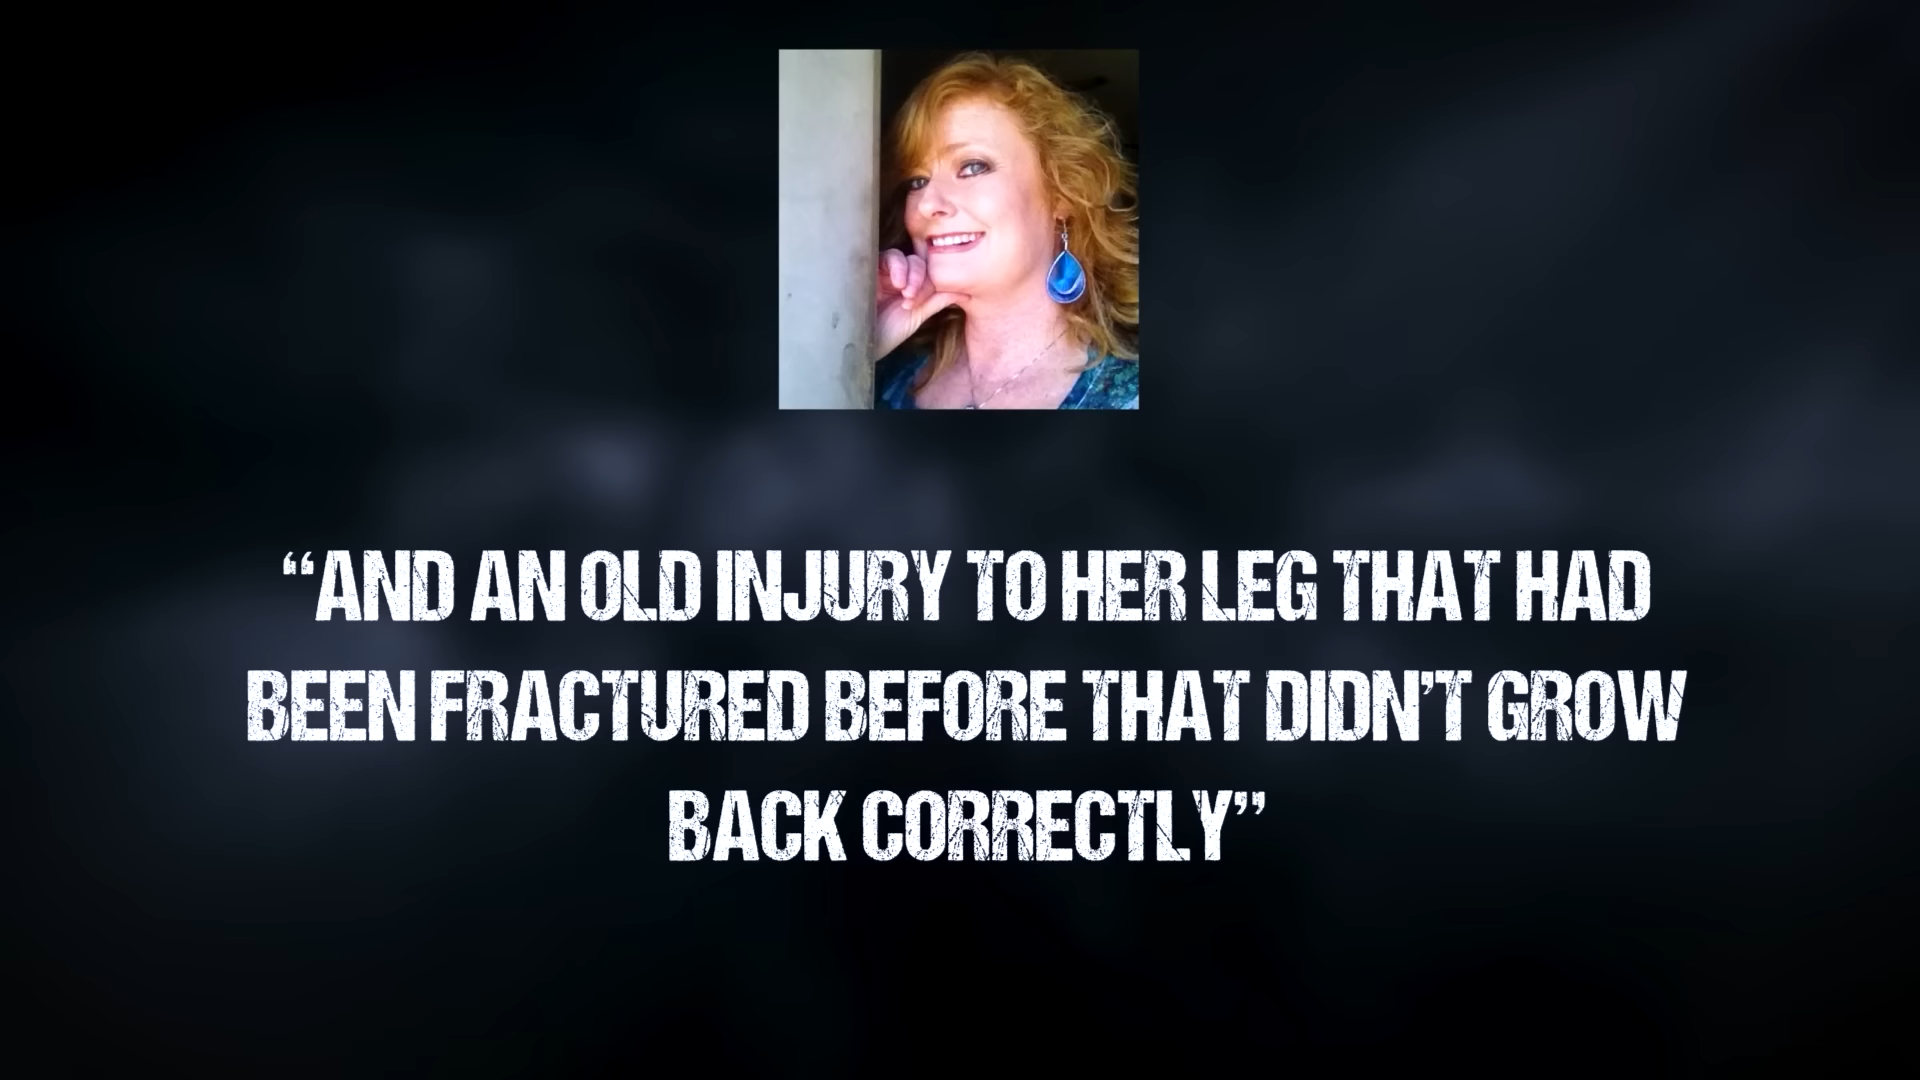 “AND AN OLD INJURY TO HER LEG THAT HAD
BEEN FRACTURED BEFORE THAT DIDN’T GROW
BACK CORRECTLY”